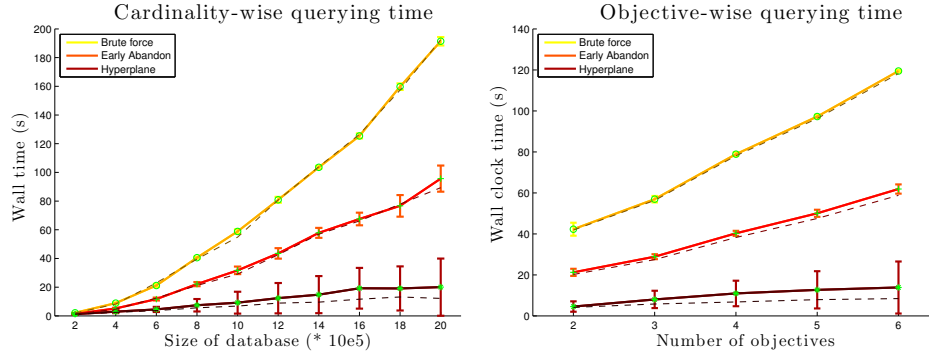 Cardinality-wise querying time
200
180
160
140
120
100
80
60
40
20
0
Wall time (s)
Brute force
Early Abandon
Hyperplane
2
4
6
8
10
12
14
16
18
20
Size of database (* 10e5)
Objective-wise querying time
140
120
100
80
60
40
20
0
Wall clock time (s)
Brute force
Early Abandon
Hyperplane
2
3
4
5
6
Number of objectives